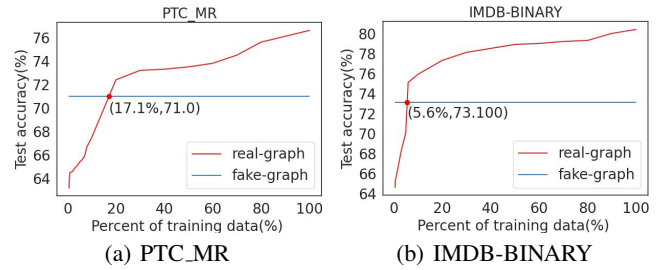 PTC_MR
Test accuracy(%)
76
74
72
70
68
66
64
(17.1%,71.0)
real-graph
fake-graph
0 20 40 60 80 100
Percent of training data(%)
(a) PTC_MR
IMDB-BINARY
Test accuracy(%)
80
78
76
74
72
70
68
66
64
(5.6%,73.100)
real-graph
fake-graph
0 20 40 60 80 100
Percent of training data(%)
(b) IMDB-BINARY